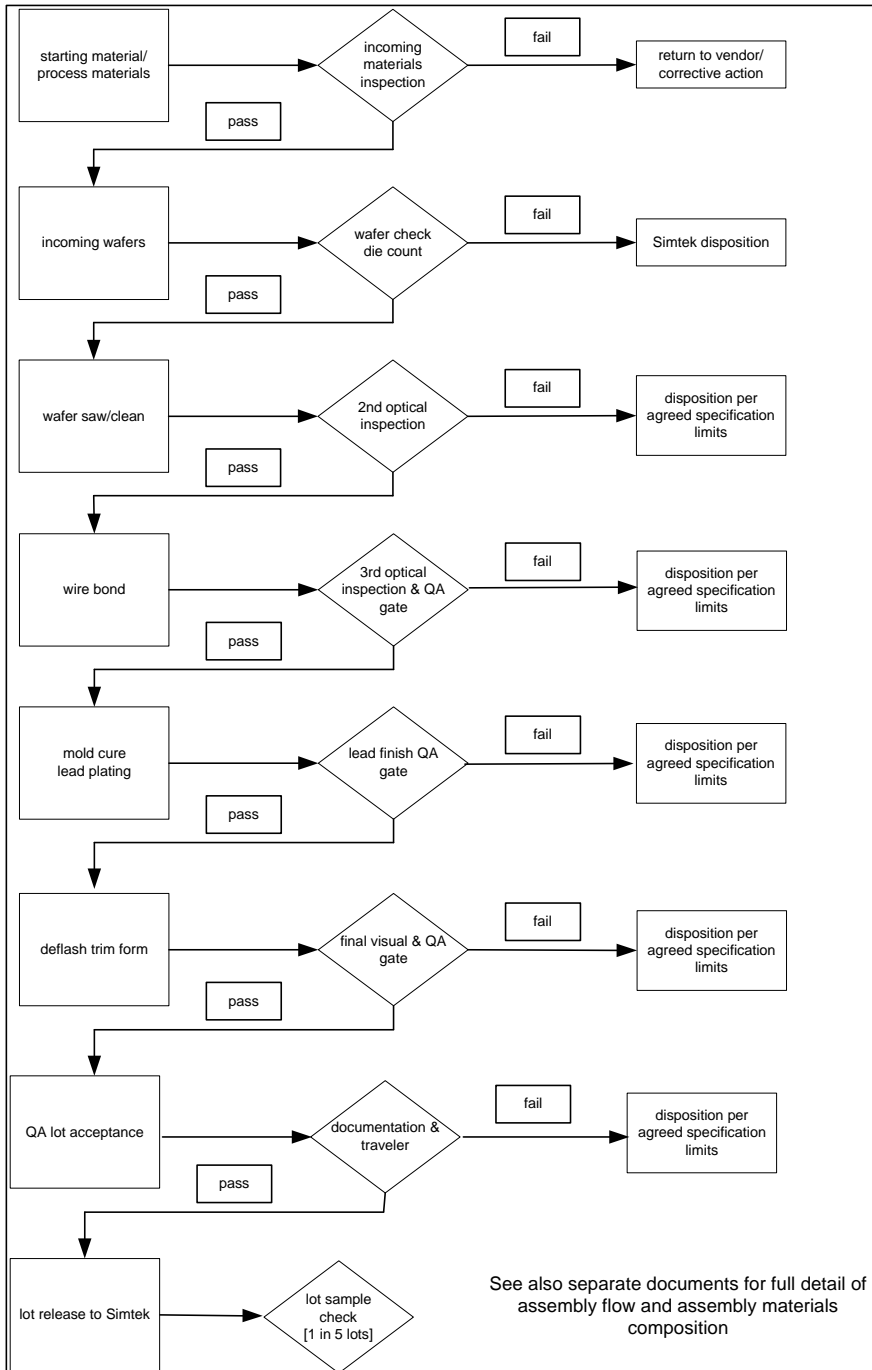 starting material/
process materials
incoming
materials
inspection
fail
return to vendor/
corrective action
pass
incoming wafers
wafer check
die count
fail
Simtek disposition
pass
wafer saw/clean
2nd optical
inspection
fail
disposition per
agreed specification
limits
pass
wire bond
3rd optical
inspection & QA
gate
fail
disposition per
agreed specification
limits
pass
mold cure
lead plating
lead finish QA
gate
fail
disposition per
agreed specification
limits
pass
deflash trim form
final visual & QA
gate
fail
disposition per
agreed specification
limits
pass
QA lot acceptance
documentation &
traveler
fail
disposition per
agreed specification
limits
pass
lot release to Simtek
lot sample
check
[1 in 5 lots]
See also separate documents for full detail of
assembly flow and assembly materials
composition